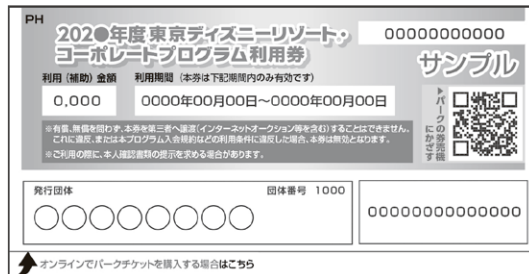 PH
202●年度 東京ディズニーリゾート・
コーポレートプログラム利用券
00000000000
サンプル
利用(補助)金額
0,000
利用期間(本券は下記期間内のみ有効です)
0000年00月00日〜0000年00月00日
▶パークの券売機にかざす
※有償、無償を問わず、本券を第三者へ譲渡(インターネットオークション等を含む)することはできません。
これに違反、または本プログラム入会規約などの利用条件に違反した場合、本券は無効となります。
※ご利用の際に、本人確認書類の提示を求める場合があります。
発行団体
団体番号 1000
○○○○○○○○
00000000000000
オンラインでパークチケットを購入する場合はこちら